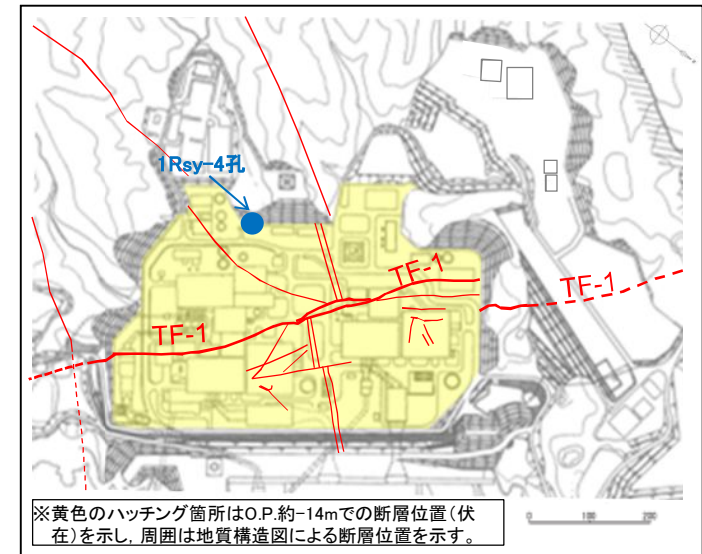 1Rsy-4孔
TF-1
TF-1
TF-1
※黄色のハッチング箇所はO.P.約-14mでの断層位置(伏
在)を示し，周囲は地質構造図による断層位置を示す。
0 100 200